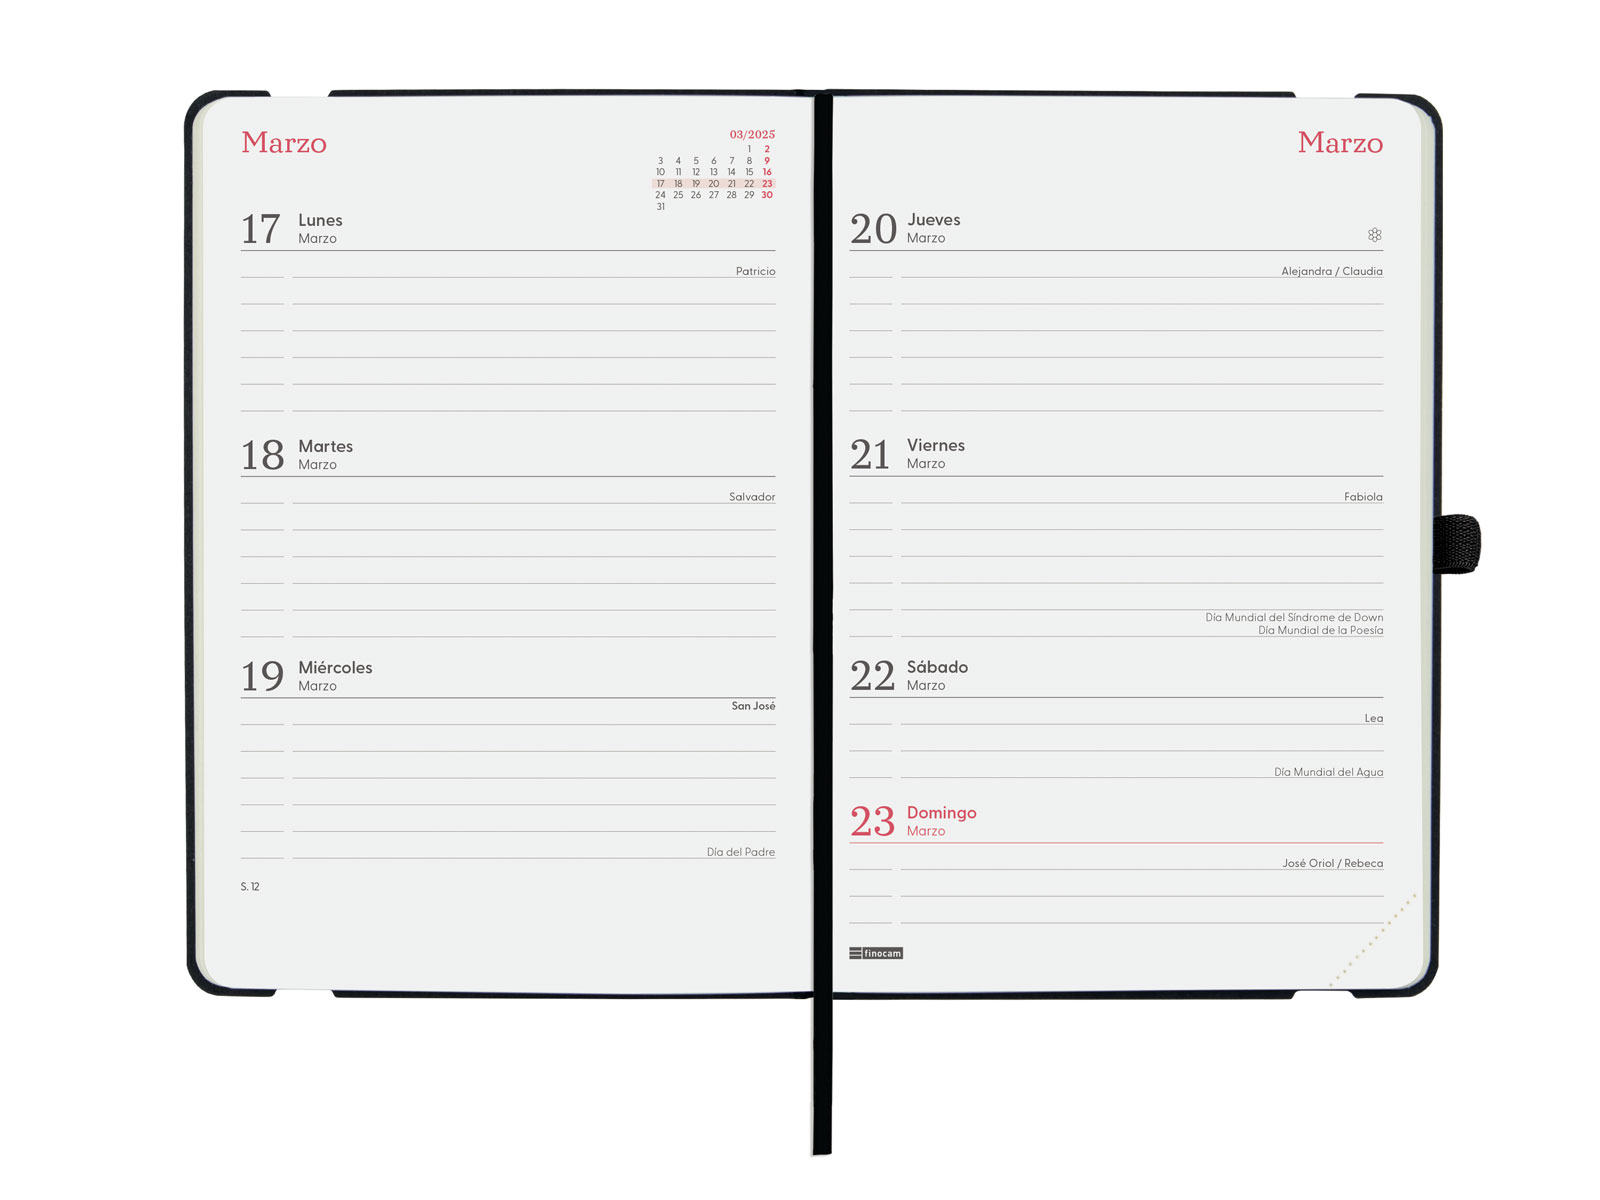 Marzo
03/2025
1 2
3 4 5 6 7 8 9
10 11 12 13 14 15 16
17 18 19 20 21 22 23
24 25 26 27 28 29 30
31
17 Lunes
Marzo
Patricio
18 Martes
Marzo
Salvador
19 Miércoles
Marzo
San José
Día del Padre
S. 12
Marzo
20 Jueves
Marzo
Alejandra / Claudia
21 Viernes
Marzo
Fabiola
Día Mundial del Síndrome de Down
Día Mundial de la Poesía
22 Sábado
Marzo
Lea
Día Mundial del Agua
23 Domingo
Marzo
José Oriol / Rebeca
finocam